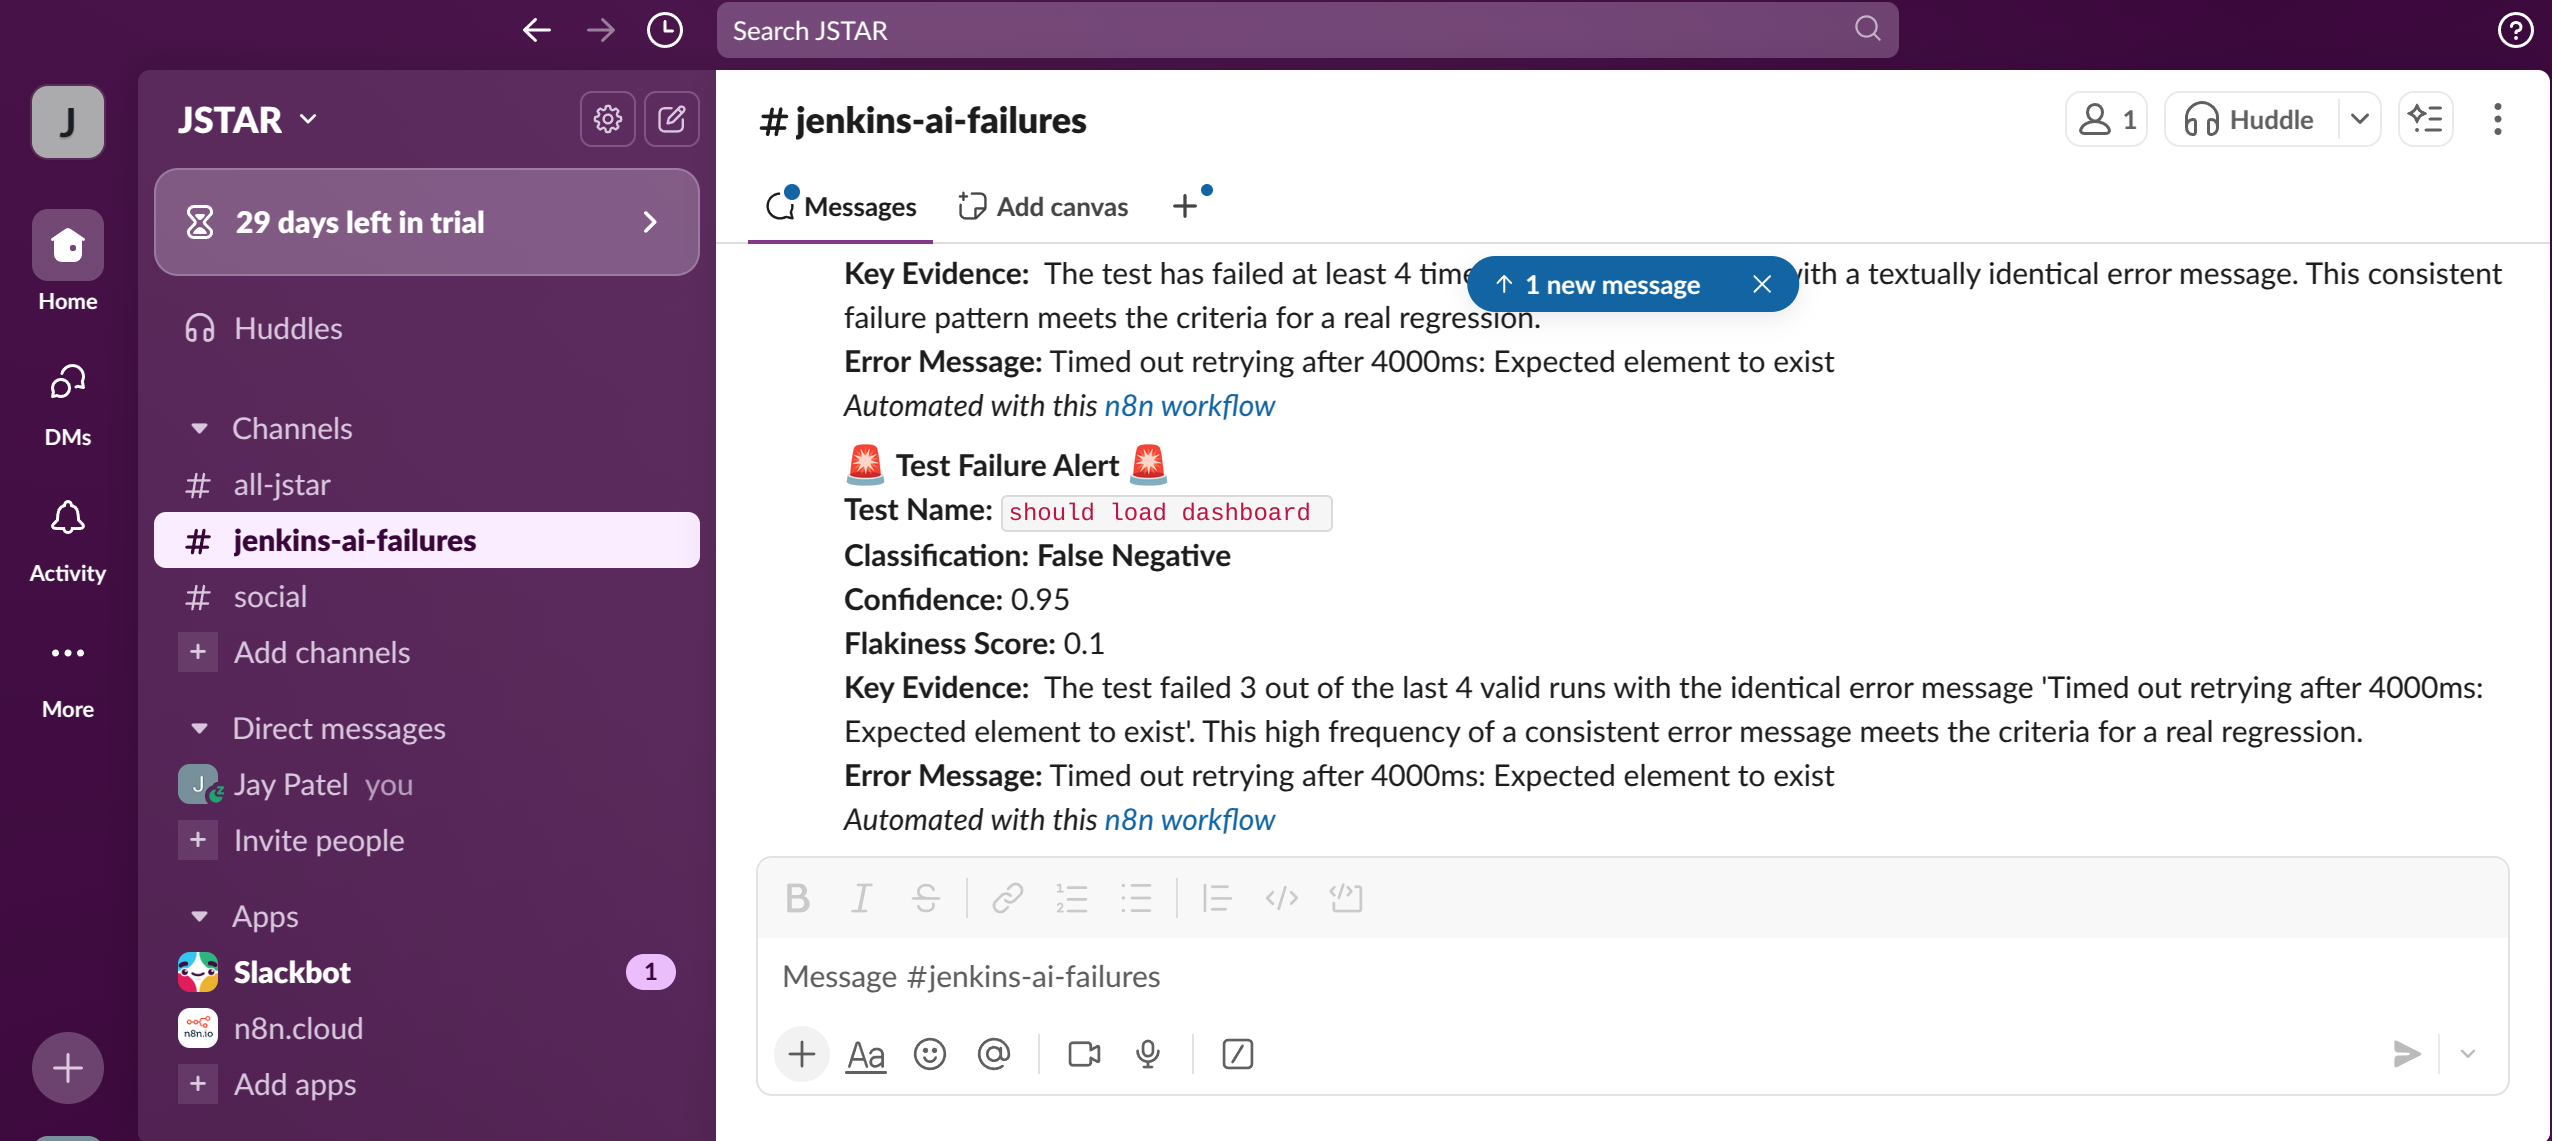 Search JSTAR
J
Home
DMs
Activity
More
JSTAR
29 days left in trial
Huddles
Channels
# all-jstar
# jenkins-ai-failures
# social
+ Add channels
Direct messages
J Jay Patel you
+ Invite people
Apps
Slackbot 1
n8n.io n8n.cloud
+ Add apps
# jenkins-ai-failures
1
Huddle
Messages
Add canvas
↑ 1 new message
Key Evidence: The test has failed at least 4 with a textually identical error message. This consistent
failure pattern meets the criteria for a real regression.
Error Message: Timed out retrying after 4000ms: Expected element to exist
Automated with this n8n workflow
🚨 Test Failure Alert 🚨
Test Name: should load dashboard
Classification: False Negative
Confidence: 0.95
Flakiness Score: 0.1
Key Evidence: The test failed 3 out of the last 4 valid runs with the identical error message 'Timed out retrying after 4000ms:
Expected element to exist'. This high frequency of a consistent error message meets the criteria for a real regression.
Error Message: Timed out retrying after 4000ms: Expected element to exist
Automated with this n8n workflow
Message #jenkins-ai-failures
Aa